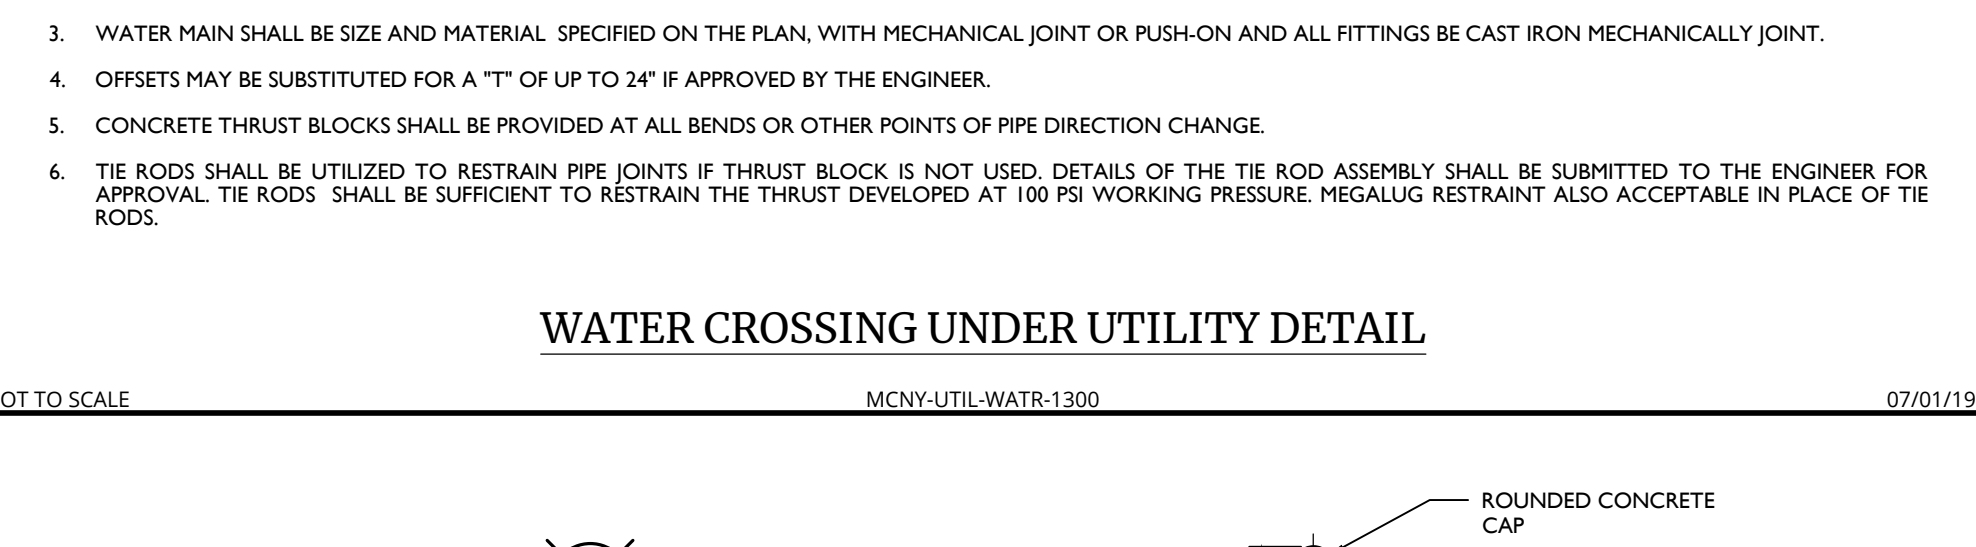 3. WATER MAIN SHALL BE SIZE AND MATERIAL SPECIFIED ON THE PLAN, WITH MECHANICAL JOINT OR PUSH-ON AND ALL FITTINGS BE CAST IRON MECHANICALLY JOINT.
4. OFFSETS MAY BE SUBSTITUTED FOR A "T" OF UP TO 24" IF APPROVED BY THE ENGINEER.
5. CONCRETE THRUST BLOCKS SHALL BE PROVIDED AT ALL BENDS OR OTHER POINTS OF PIPE DIRECTION CHANGE.
6. TIE RODS SHALL BE UTILIZED TO RESTRAIN PIPE JOINTS IF THRUST BLOCK IS NOT USED. DETAILS OF THE TIE ROD ASSEMBLY SHALL BE SUBMITTED TO THE ENGINEER FOR
APPROVAL. TIE RODS SHALL BE SUFFICIENT TO RESTRAIN THE THRUST DEVELOPED AT 100 PSI WORKING PRESSURE. MEGALUG RESTRAINT ALSO ACCEPTABLE IN PLACE OF TIE
RODS.
WATER CROSSING UNDER UTILITY DETAIL
OT TO SCALE MCNY-UTIL-WATR-1300 07/01/19
ROUNDED CONCRETE
CAP